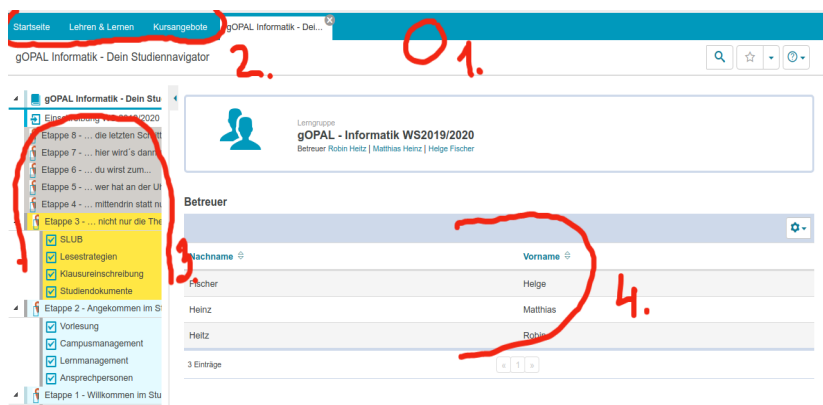 Startseite Lehren & Lernen Kursangebote gOPAL Informatik - Dei...
gOPAL Informatik - Dein Studiennavigator
2.
1.
gOPAL Informatik - Dein Stu
Einschreibung WS 2019/2020
Etappe 8 - ... die letzten Schritt
Etappe 7 - ... hier wird´s dann
Etappe 6 - ... du wirst zum...
Etappe 5 - ... wer hat an der Uh
Etappe 4 - ... mittendrin statt nu
Etappe 3 - ... nicht nur die The
SLUB
Lesestrategien
Klausureinschreibung
Studiendokumente
Etappe 2 - Angekommen im St
Vorlesung
Campusmanagement
Lernmanagement
Ansprechpersonen
Etappe 1 - Willkommen im Stu
3.
Lerngruppe
gOPAL - Informatik WS2019/2020
Betreuer Robin Heitz | Matthias Heinz | Helge Fischer
Betreuer
Nachname Vorname
Fischer Helge
Heinz Matthias
Heitz Robin
4.
3 Einträge « 1 »